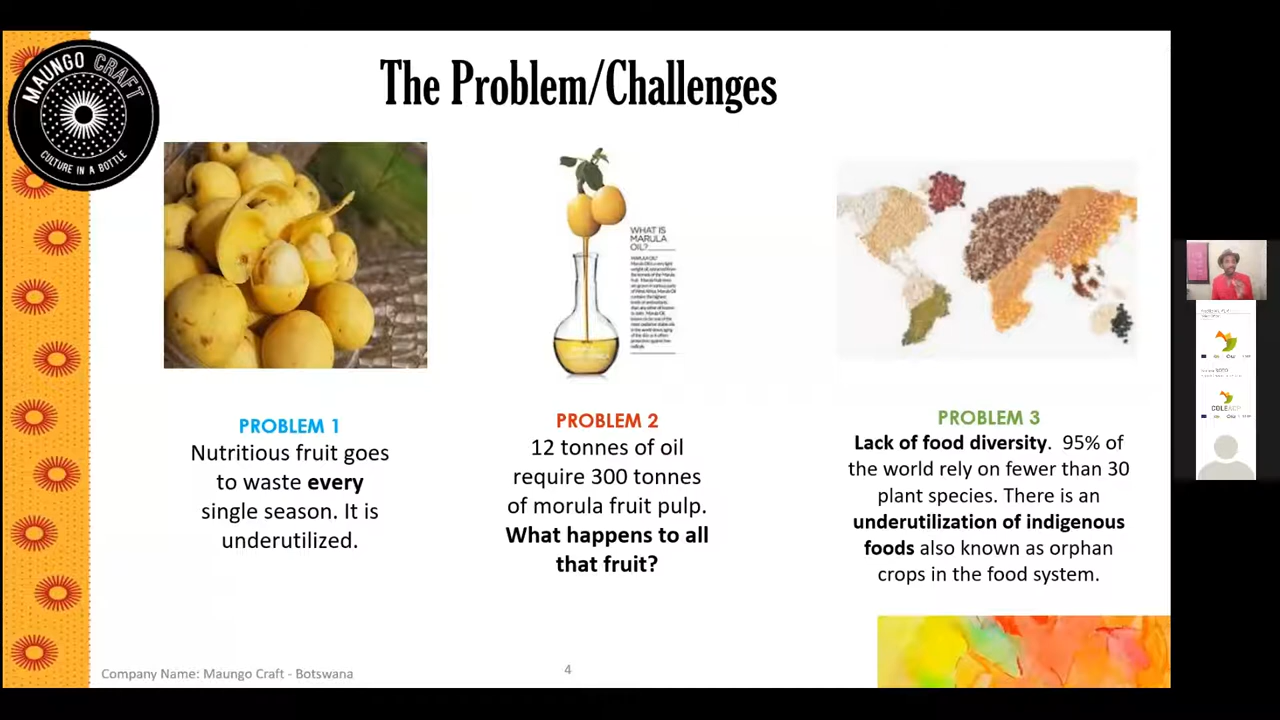 MAUNGO CRAFT
CULTURE IN A BOTTLE
The Problem/Challenges
WHAT IS
MARULA
OIL?
PROBLEM 1
Nutritious fruit goes
to waste every
single season. It is
underutilized.
PROBLEM 2
12 tonnes of oil
require 300 tonnes
of morula fruit pulp.
What happens to all
that fruit?
PROBLEM 3
Lack of food diversity. 95% of
the world rely on fewer than 30
plant species. There is an
underutilization of indigenous
foods also known as orphan
crops in the food system.
Company Name: Maungo Craft - Botswana
4